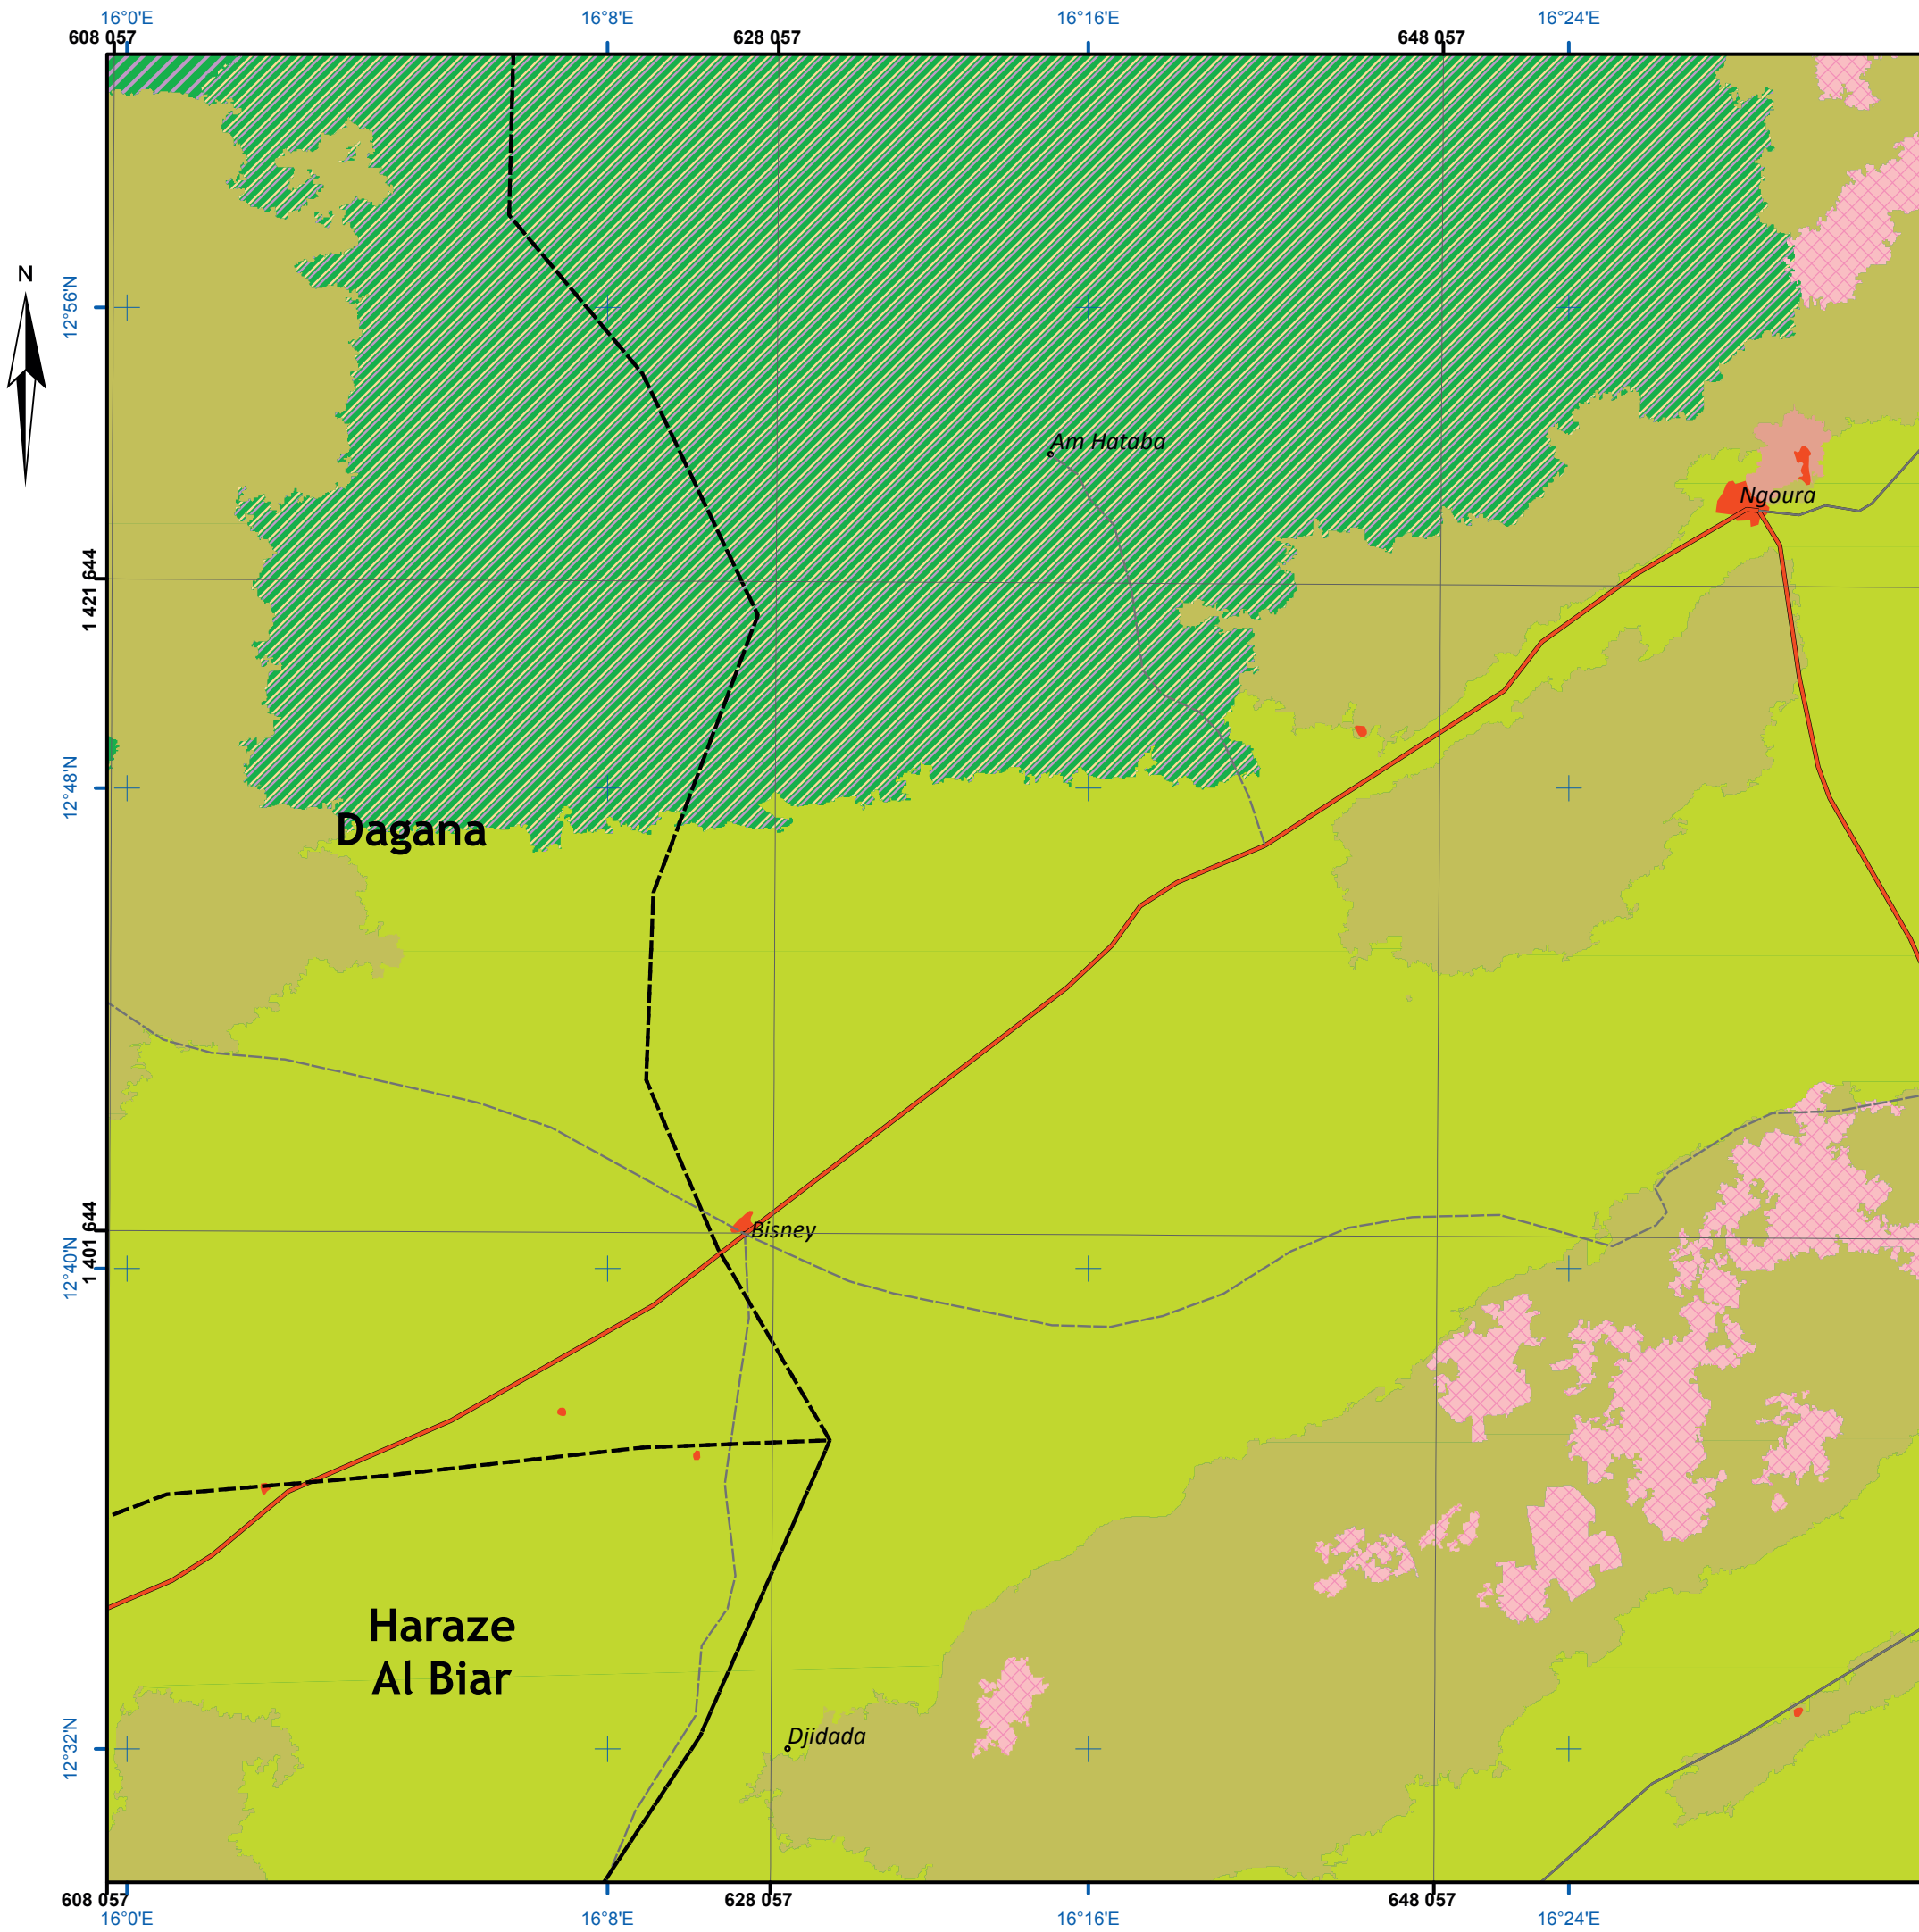 16°0'E 16°8'E 16°16'E 16°24'E
608 057 628 057 648 057
N
12°56'N
Am Hataba
Ngoura
1 421 644
12°48'N
Dagana
Bisney
1 401 644
12°40'N
Haraze
Al Biar
12°32'N
Djidada
608 057 628 057 648 057
16°0'E 16°8'E 16°16'E 16°24'E